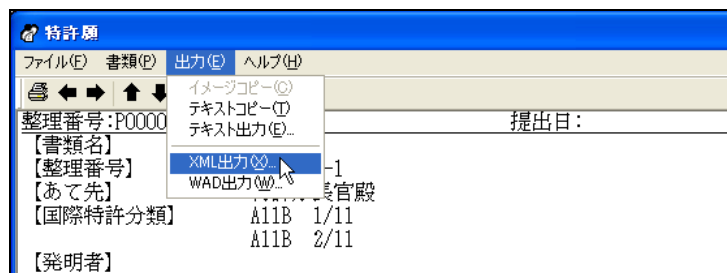 特許願
ファイル(F) 書類(P) 出力(E) ヘルプ(H)
イメージコピー(C)
テキストコピー(T)
テキスト出力(E)...
XML出力(X)...
WAD出力(W)...
整理番号:P0000 提出日:
【書類名】
【整理番号】 -1
【あて先】 長官殿
【国際特許分類】 A11B 1/11
A11B 2/11
【発明者】